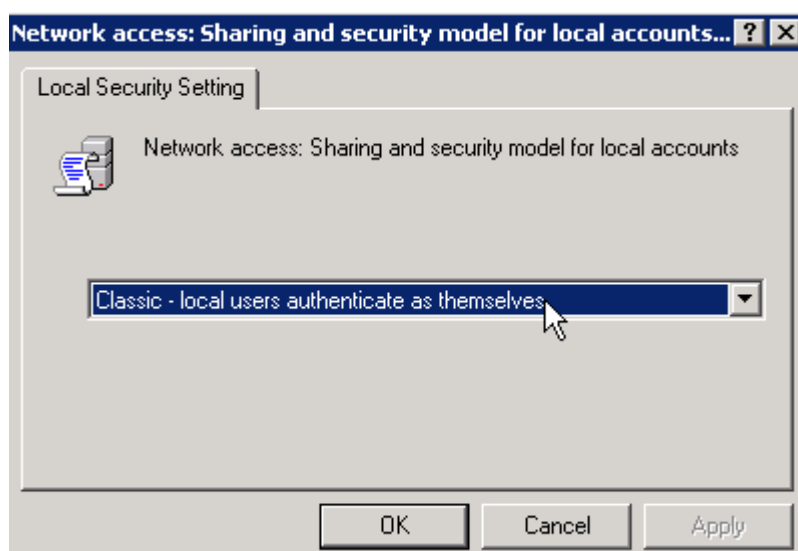 Network access: Sharing and security model for local accounts... ? X
Local Security Setting
Network access: Sharing and security model for local accounts
Classic - local users authenticate as themselves
OK Cancel Apply